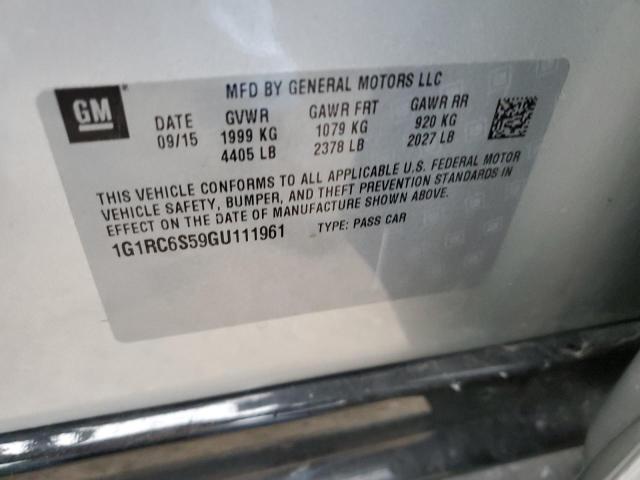 GM
MFD BY GENERAL MOTORS LLC
DATE GVWR GAWR FRT GAWR RR
09/15 1999 KG 1079 KG 920 KG
4405 LB 2378 LB 2027 LB
THIS VEHICLE CONFORMS TO ALL APPLICABLE U.S. FEDERAL MOTOR
VEHICLE SAFETY, BUMPER, AND THEFT PREVENTION STANDARDS IN
EFFECT ON THE DATE OF MANUFACTURE SHOWN ABOVE.
1G1RC6S59GU111961 TYPE: PASS CAR